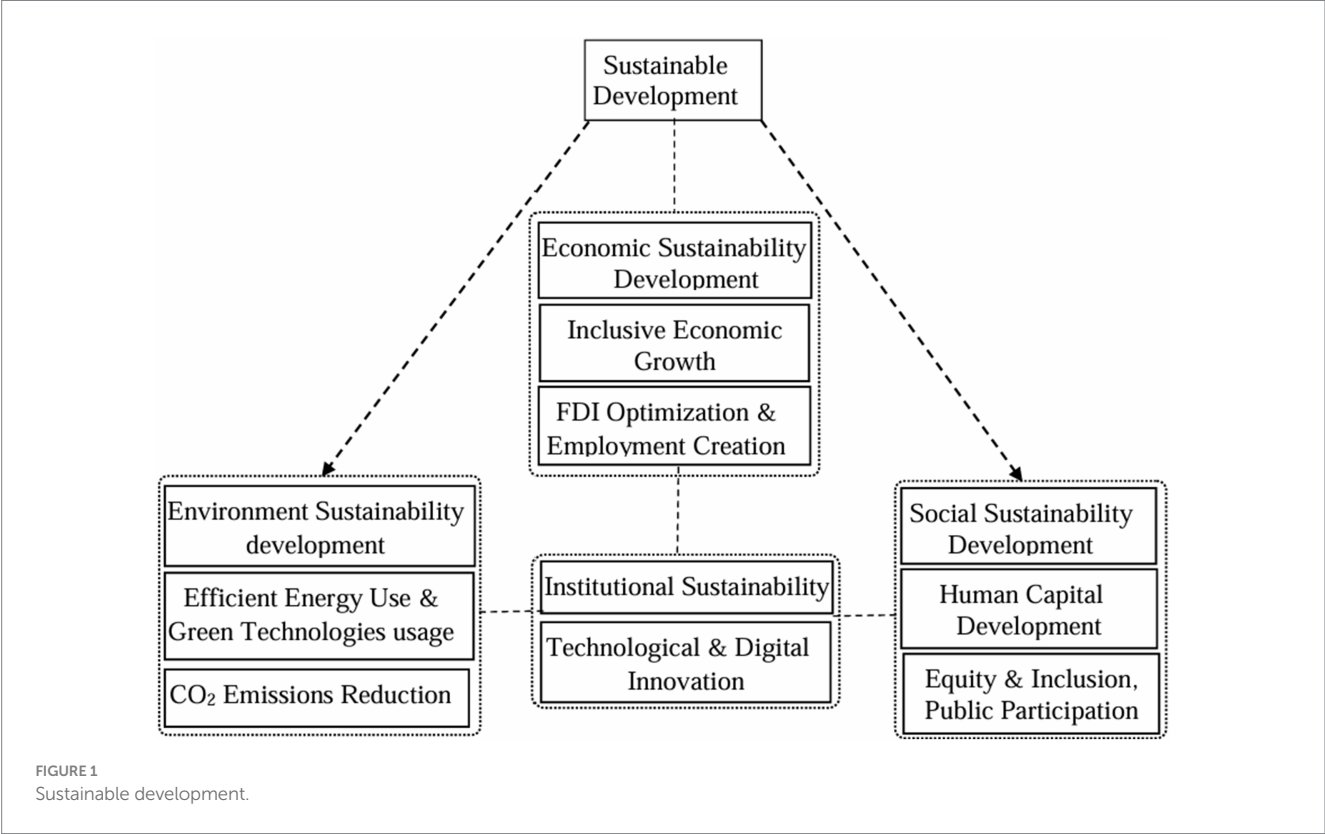 Sustainable
Development
Economic Sustainability
Development
Inclusive Economic
Growth
FDI Optimization &
Employment Creation
Environment Sustainability
development
Efficient Energy Use &
Green Technologies usage
CO₂ Emissions Reduction
Institutional Sustainability
Technological & Digital
Innovation
Social Sustainability
Development
Human Capital
Development
Equity & Inclusion,
Public Participation
FIGURE 1
Sustainable development.